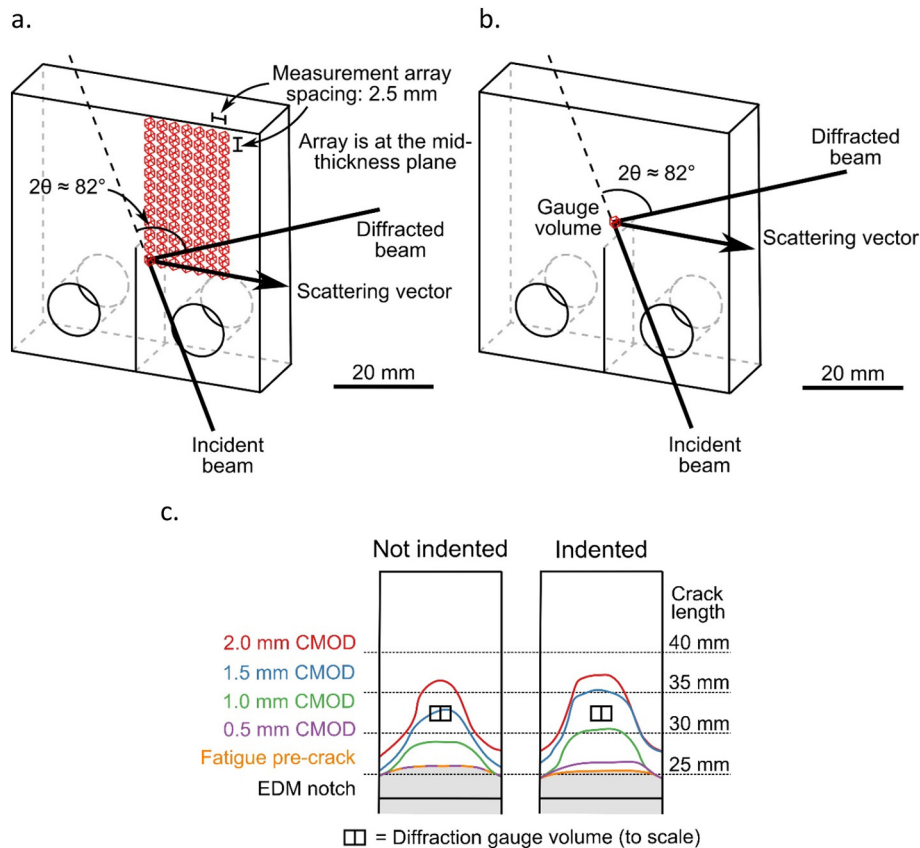 a.
Measurement array
spacing: 2.5 mm
Array is at the mid-
thickness plane
2θ ≈ 82°
Diffracted
beam
Scattering vector
20 mm
Incident
beam
b.
Diffracted
beam
2θ ≈ 82°
Gauge
volume
Scattering vector
20 mm
Incident
beam
c.
Not indented
Indented
Crack
length
2.0 mm CMOD
40 mm
1.5 mm CMOD
35 mm
1.0 mm CMOD
30 mm
0.5 mm CMOD
Fatigue pre-crack
25 mm
EDM notch
= Diffraction gauge volume (to scale)